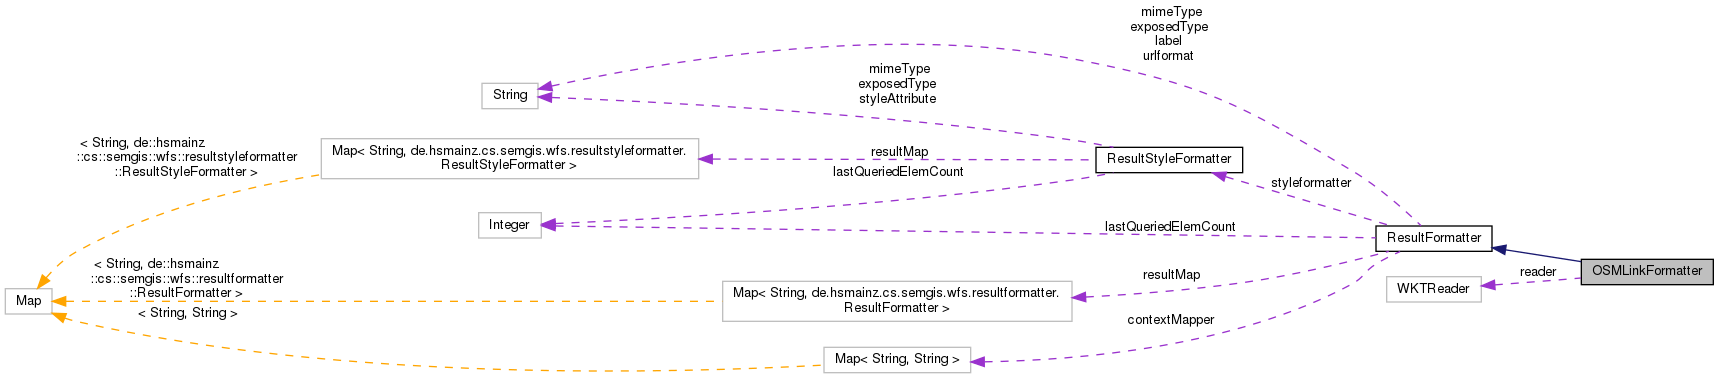 mimeType
exposedType
label
urlformat
mimeType
exposedType
styleAttribute
String
< String, de::hsmainz
::cs::semgis::wfs::resultstyleformatter
::ResultStyleFormatter >
Map< String, de.hsmainz.cs.semgis.wfs.resultstyleformatter.
ResultStyleFormatter >
resultMap
lastQueriedElemCount
ResultStyleFormatter
styleformatter
Integer
lastQueriedElemCount
ResultFormatter
< String, de::hsmainz
::cs::semgis::wfs::resultformatter
::ResultFormatter >
< String, String >
Map
Map< String, de.hsmainz.cs.semgis.wfs.resultformatter.
ResultFormatter >
resultMap
contextMapper
WKTReader
reader
OSMLinkFormatter
Map< String, String >